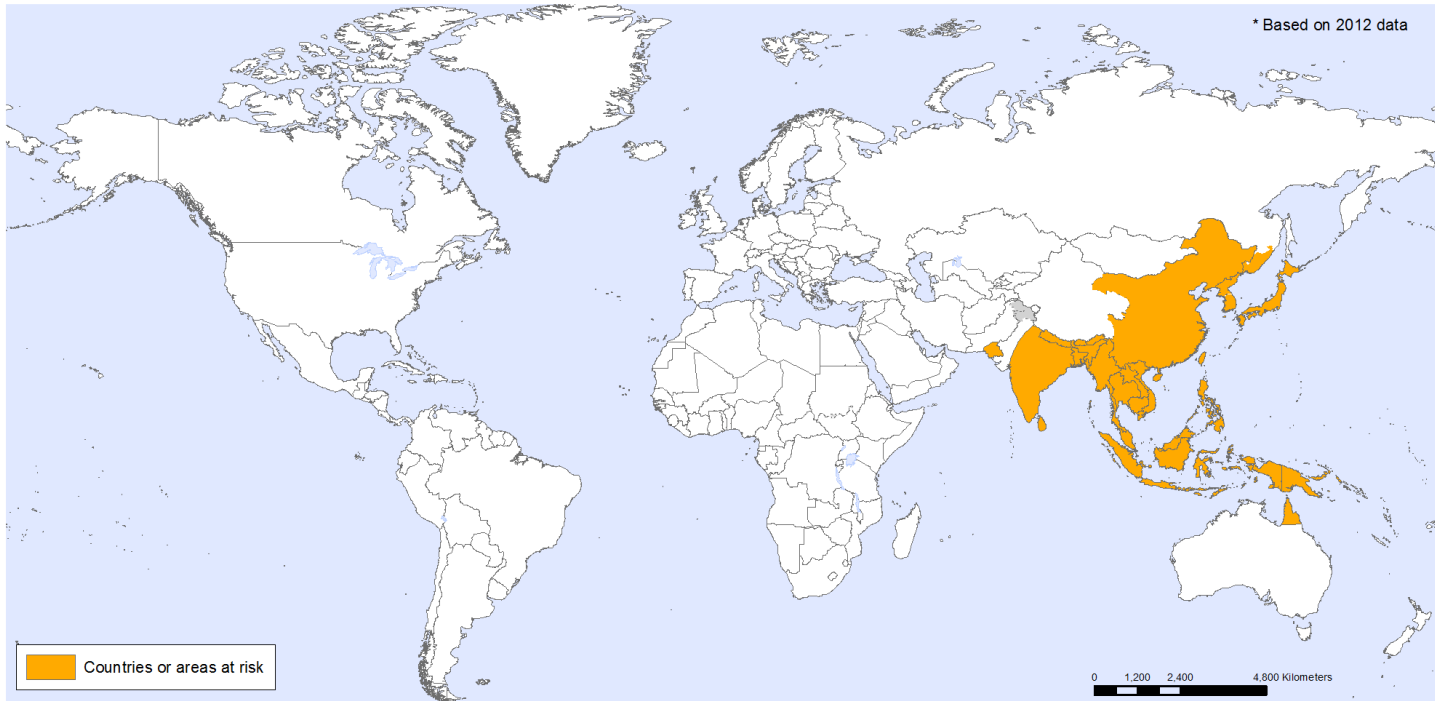 * Based on 2012 data
Countries or areas at risk
0 1,200 2,400 4,800 Kilometers